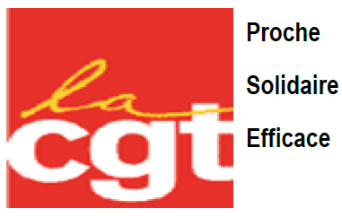 la
cgt
Proche
Solidaire
Efficace